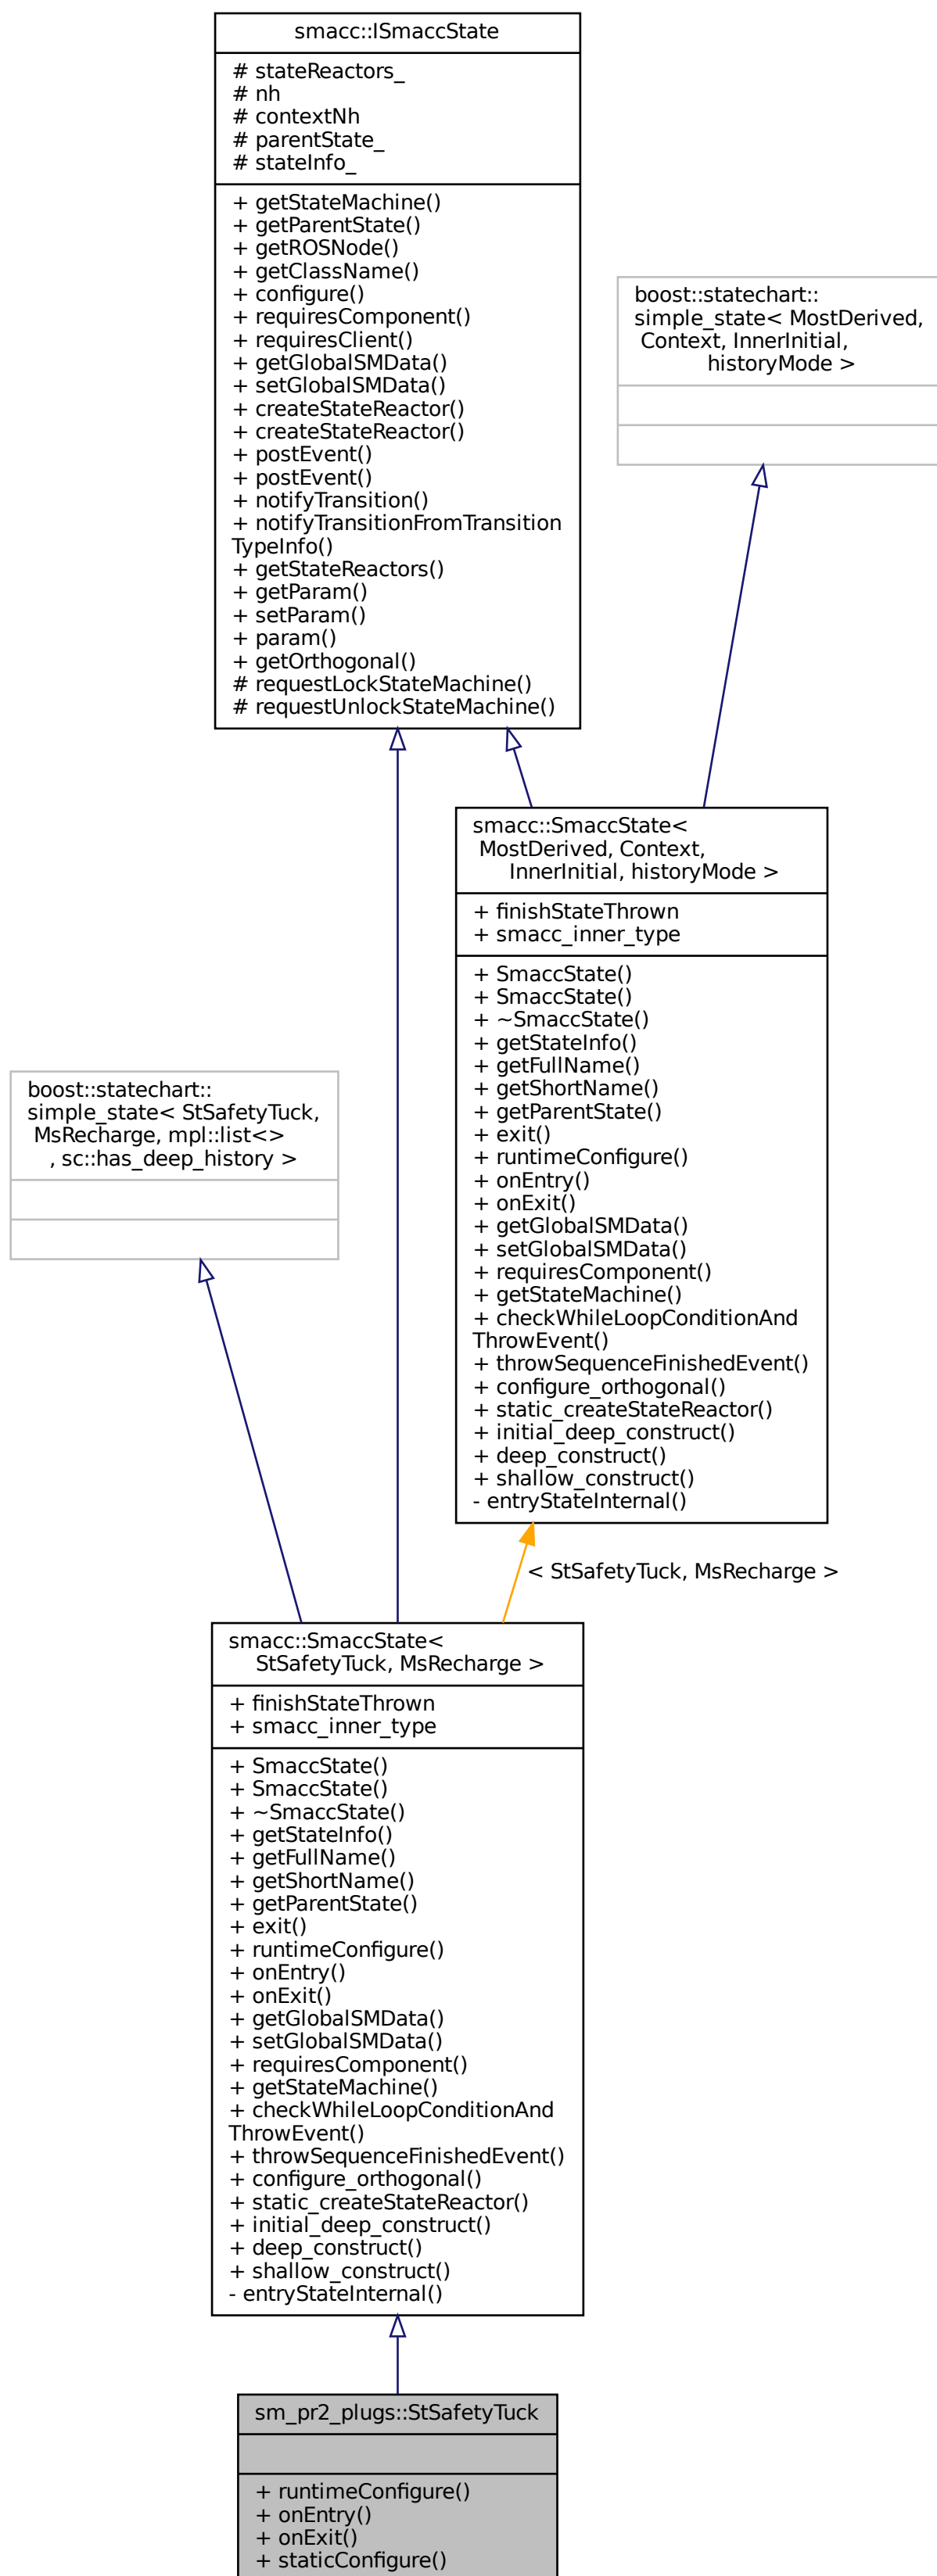 smacc::ISmaccState
# stateReactors_
# nh
# contextNh
# parentState_
# stateInfo_
+ getStateMachine()
+ getParentState()
+ getROSNode()
+ getClassName()
+ configure()
+ requiresComponent()
+ requiresClient()
+ getGlobalSMData()
+ setGlobalSMData()
+ createStateReactor()
+ createStateReactor()
+ postEvent()
+ postEvent()
+ notifyTransition()
+ notifyTransitionFromTransition
TypeInfo()
+ getStateReactors()
+ getParam()
+ setParam()
+ param()
+ getOrthogonal()
# requestLockStateMachine()
# requestUnlockStateMachine()
boost::statechart::
simple_state< MostDerived,
Context, InnerInitial,
historyMode >
smacc::SmaccState<
MostDerived, Context,
InnerInitial, historyMode >
+ finishStateThrown
+ smacc_inner_type
+ SmaccState()
+ SmaccState()
+ ~SmaccState()
+ getStateInfo()
+ getFullName()
+ getShortName()
+ getParentState()
+ exit()
+ runtimeConfigure()
+ onEntry()
+ onExit()
+ getGlobalSMData()
+ setGlobalSMData()
+ requiresComponent()
+ getStateMachine()
+ checkWhileLoopConditionAnd
ThrowEvent()
+ throwSequenceFinishedEvent()
+ configure_orthogonal()
+ static_createStateReactor()
+ initial_deep_construct()
+ deep_construct()
+ shallow_construct()
- entryStateInternal()
boost::statechart::
simple_state< StSafetyTuck,
MsRecharge, mpl::list<>
, sc::has_deep_history >
< StSafetyTuck, MsRecharge >
smacc::SmaccState<
StSafetyTuck, MsRecharge >
+ finishStateThrown
+ smacc_inner_type
+ SmaccState()
+ SmaccState()
+ ~SmaccState()
+ getStateInfo()
+ getFullName()
+ getShortName()
+ getParentState()
+ exit()
+ runtimeConfigure()
+ onEntry()
+ onExit()
+ getGlobalSMData()
+ setGlobalSMData()
+ requiresComponent()
+ getStateMachine()
+ checkWhileLoopConditionAnd
ThrowEvent()
+ throwSequenceFinishedEvent()
+ configure_orthogonal()
+ static_createStateReactor()
+ initial_deep_construct()
+ deep_construct()
+ shallow_construct()
- entryStateInternal()
sm_pr2_plugs::StSafetyTuck
+ runtimeConfigure()
+ onEntry()
+ onExit()
+ staticConfigure()